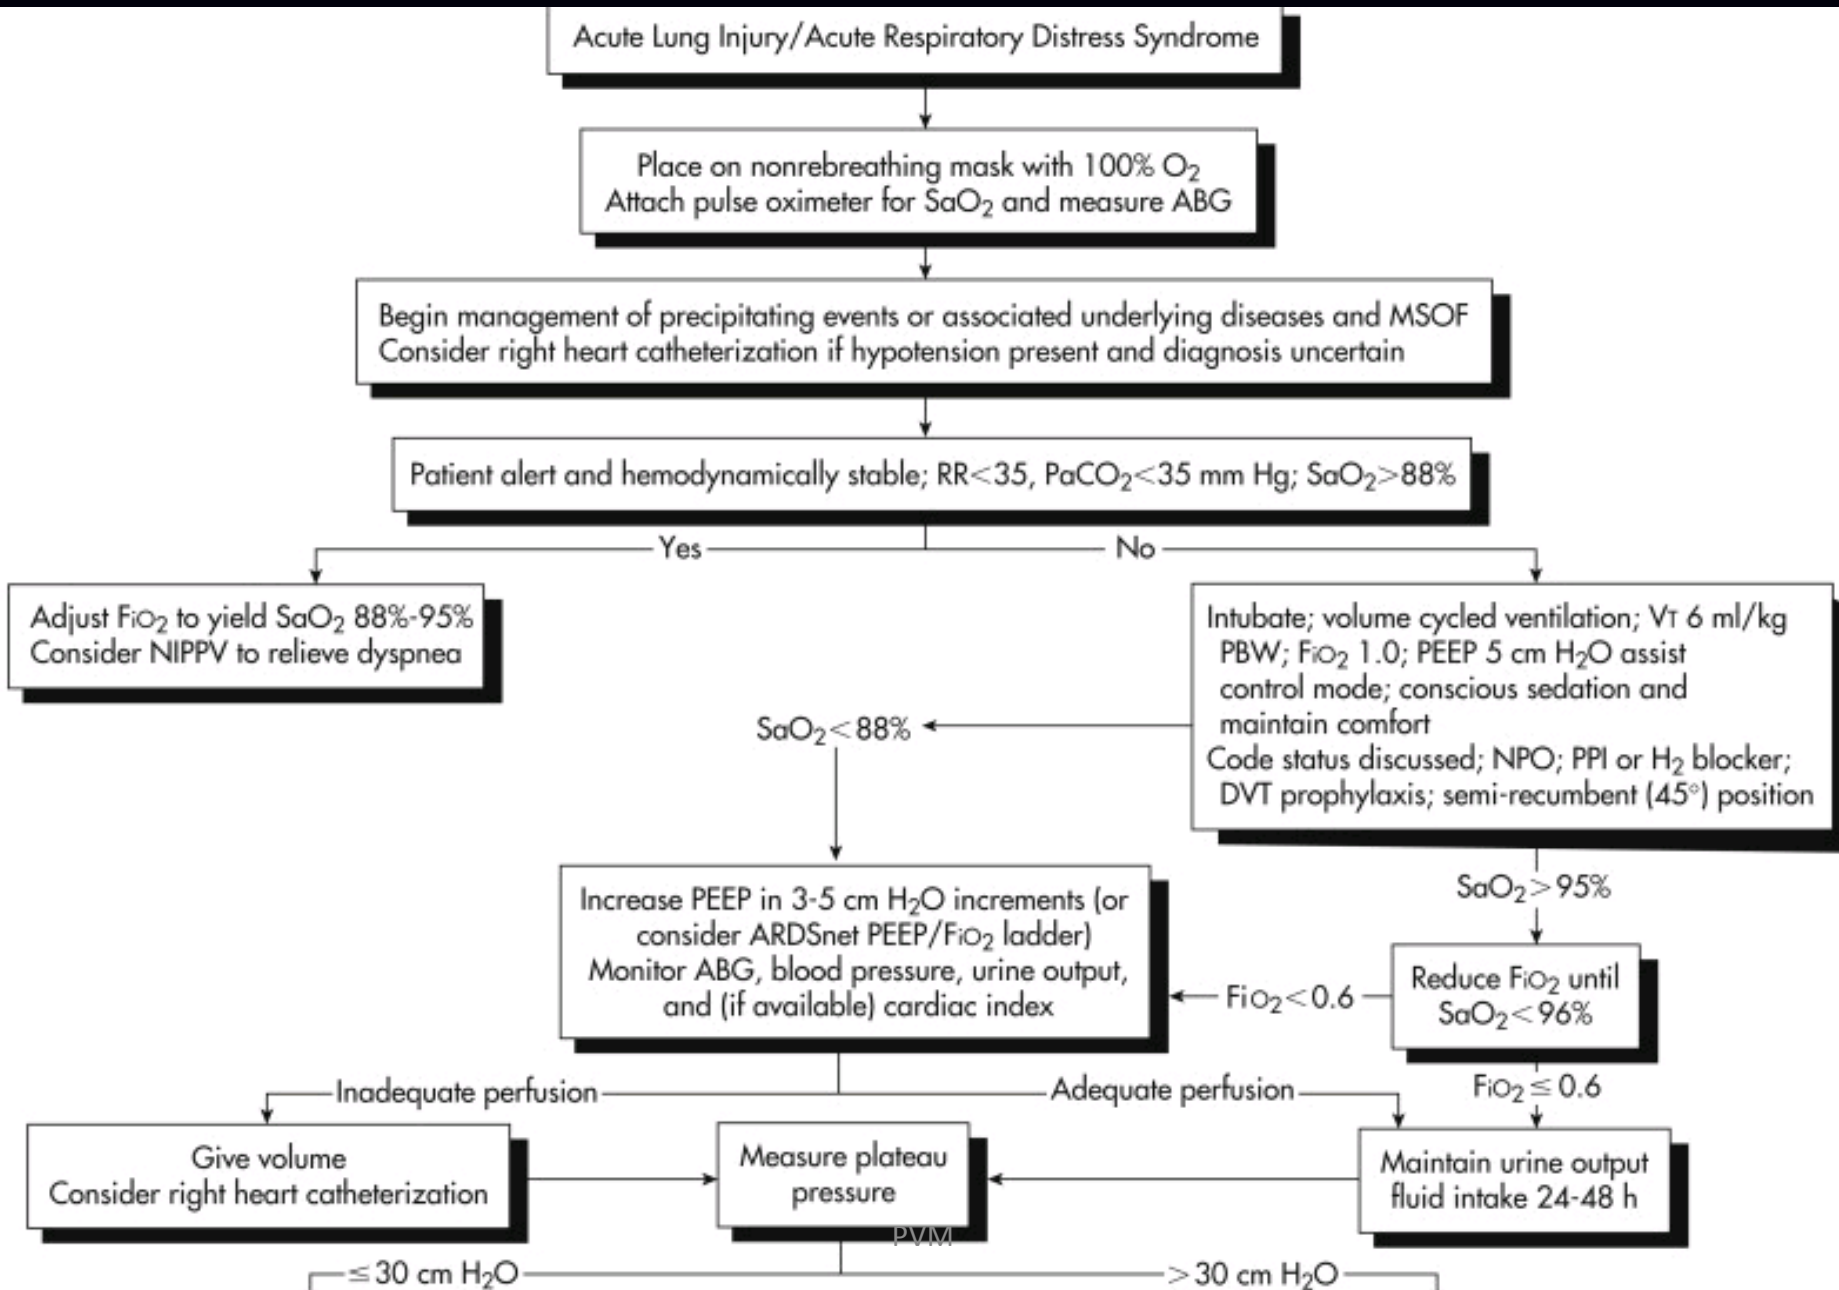 Acute Lung Injury/Acute Respiratory Distress Syndrome
Place on nonrebreathing mask with 100% O₂
Attach pulse oximeter for SaO₂ and measure ABG
Begin management of precipitating events or associated underlying diseases and MSOF
Consider right heart catheterization if hypotension present and diagnosis uncertain
Patient alert and hemodynamically stable; RR<35, PaCO₂<35 mm Hg; SaO₂>88%
Yes
No
Adjust FiO₂ to yield SaO₂ 88%-95%
Consider NIPPV to relieve dyspnea
Intubate; volume cycled ventilation; VT 6 ml/kg
PBW; FiO₂ 1.0; PEEP 5 cm H₂O assist
control mode; conscious sedation and
maintain comfort
Code status discussed; NPO; PPI or H₂ blocker;
DVT prophylaxis; semi-recumbent (45°) position
SaO₂<88%
SaO₂>95%
Increase PEEP in 3-5 cm H₂O increments (or
consider ARDSnet PEEP/FiO₂ ladder)
Monitor ABG, blood pressure, urine output,
and (if available) cardiac index
FiO₂<0.6
Reduce FiO₂ until
SaO₂<96%
Inadequate perfusion
Adequate perfusion
FiO₂≤0.6
Give volume
Consider right heart catheterization
Measure plateau
pressure
Maintain urine output
fluid intake 24-48 h
PVM
≤30 cm H₂O
>30 cm H₂O